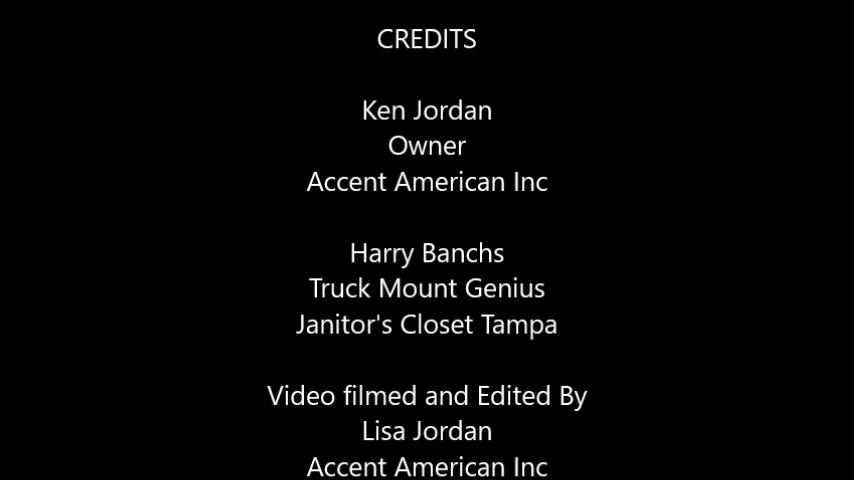 CREDITS
Ken Jordan
Owner
Accent American Inc
Harry Banchs
Truck Mount Genius
Janitor's Closet Tampa
Video filmed and Edited By
Lisa Jordan
Accent American Inc